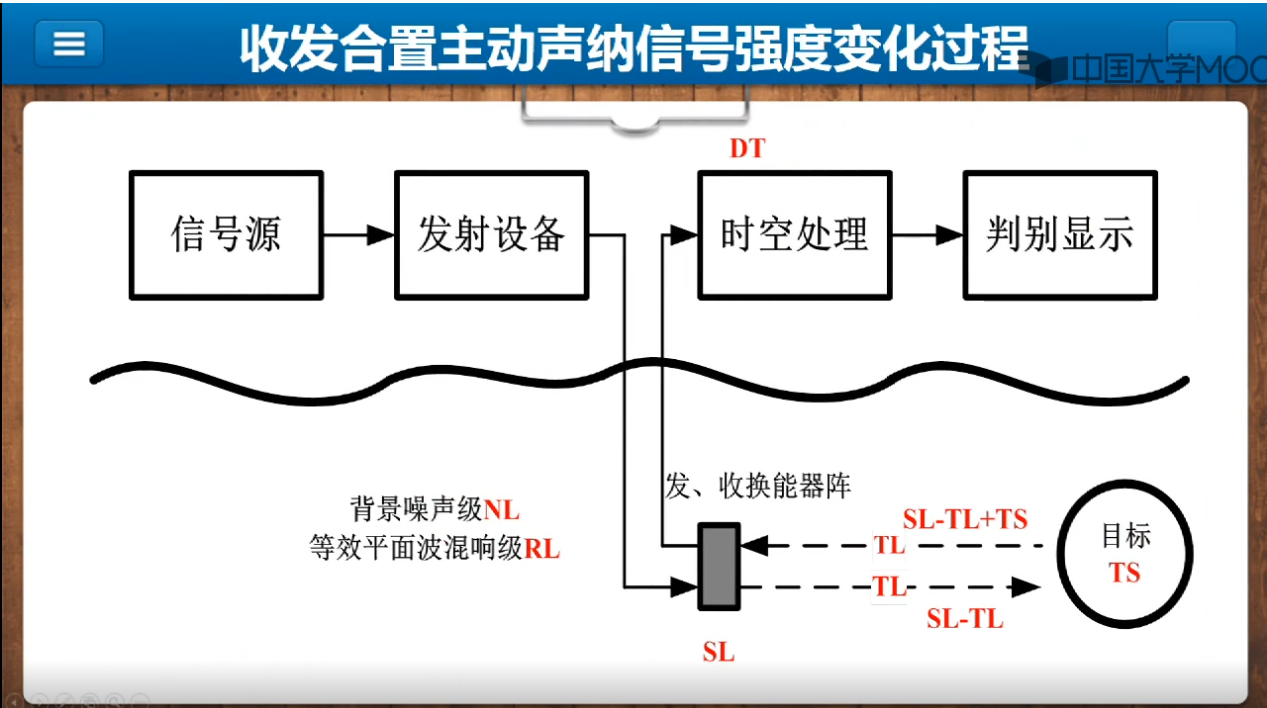 收发合置主动声纳信号强度变化过程
中国大学MOO
DT
信号源
发射设备
时空处理
判别显示
发、收换能器阵
背景噪声级NL
等效平面波混响级RL
SL-TL+TS
TL
目标
TS
TL
SL-TL
SL